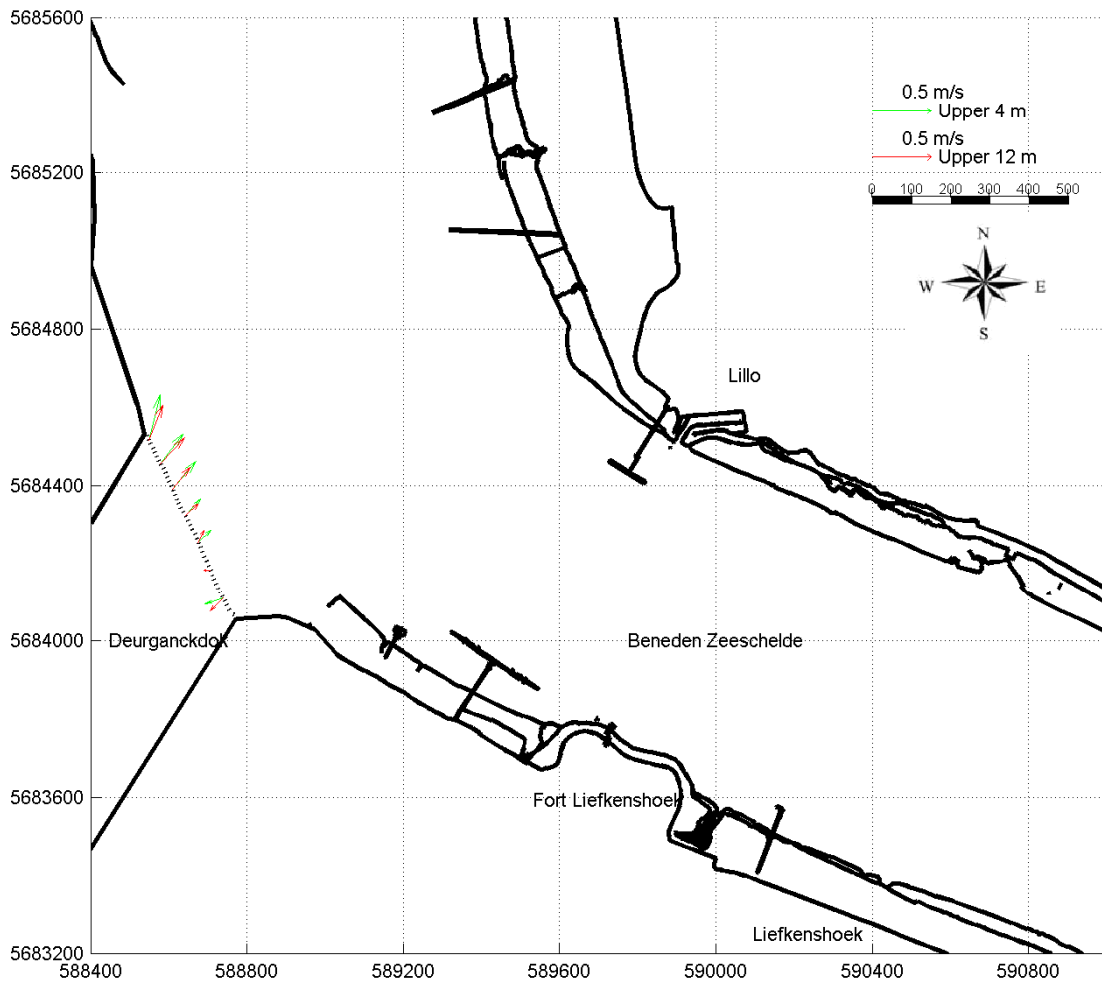 5685600
0.5 m/s
Upper 4 m
0.5 m/s
Upper 12 m
5685200
0 100 200 300 400 500
N
W E
S
5684800
Lillo
5684400
5684000
Deurganckdok
Beneden Zeeschelde
5683600
Fort Liefkenshoek
Liefkenshoek
5683200
588400 588800 589200 589600 590000 590400 590800